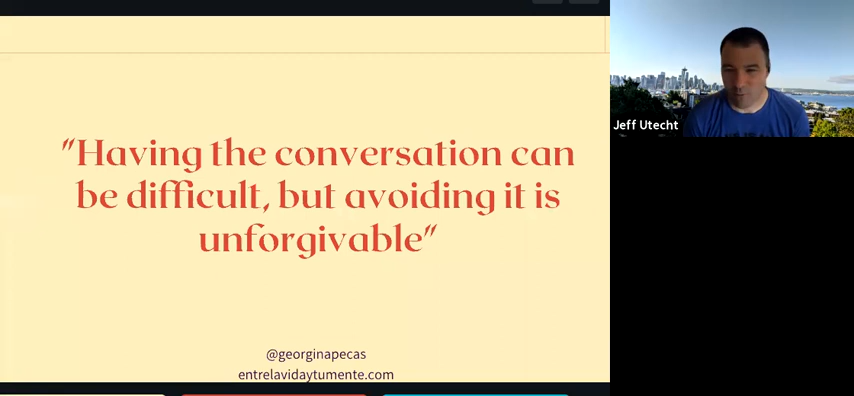 "Having the conversation can
be difficult, but avoiding it is
unforgivable"
@georginapecas
entrelavidaytumente.com
Jeff Utecht